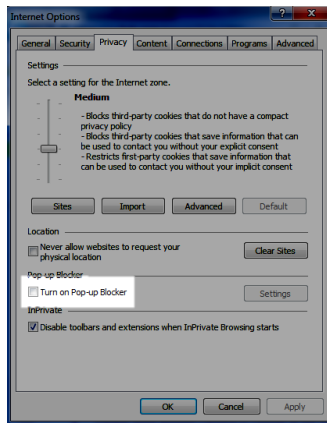 Internet Options
General Security Privacy Content Connections Programs Advanced
Settings
Select a setting for the Internet zone.
Medium
- Blocks third-party cookies that do not have a compact
privacy policy
- Blocks third-party cookies that save information that can
be used to contact you without your explicit consent
- Restricts first-party cookies that save information that
can be used to contact you without your implicit consent
Sites Import Advanced Default
Location
Never allow websites to request your
physical location
Clear Sites
Pop-up Blocker
Turn on Pop-up Blocker
Settings
InPrivate
Disable toolbars and extensions when InPrivate Browsing starts
OK Cancel Apply